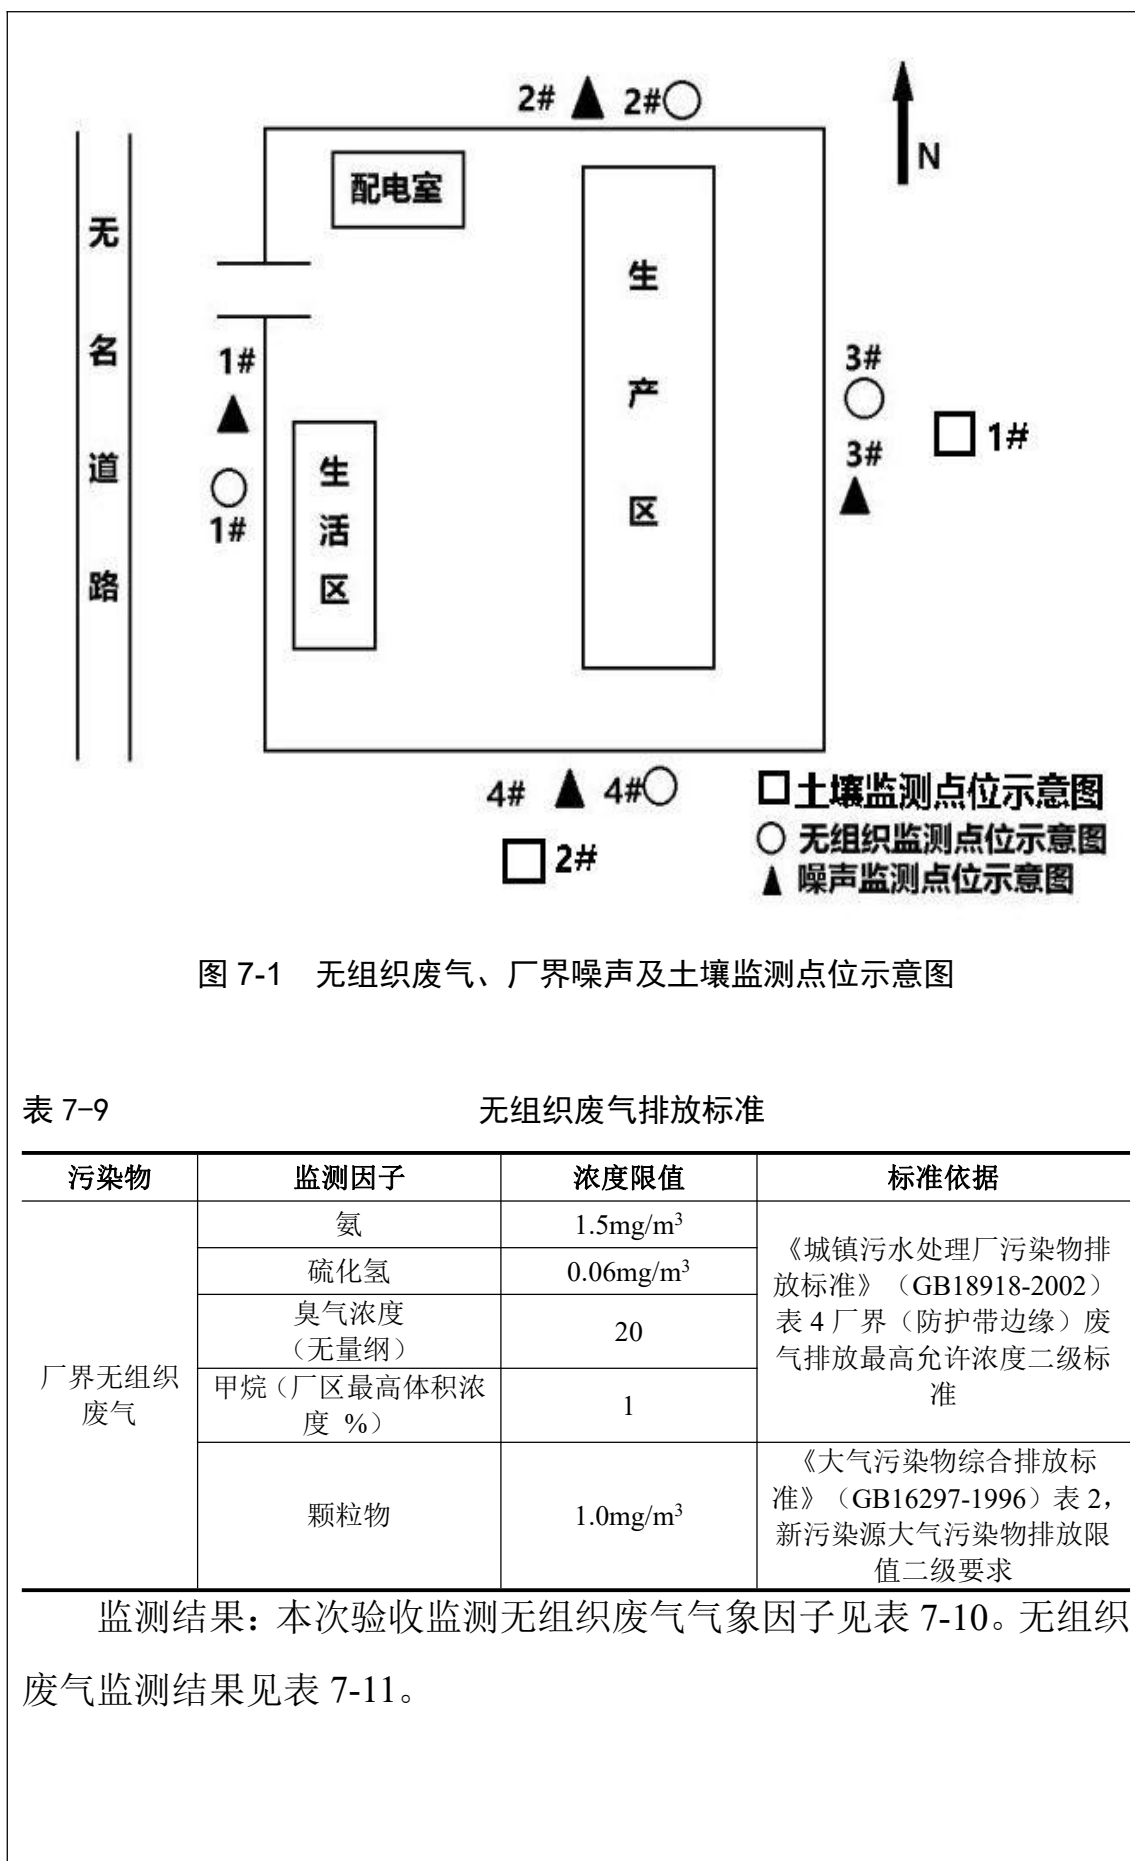 2# 2#
N
配电室
无名道路
生产区
1#
3#
1#
3#
生活区
1#
4# 4#
2#
土壤监测点位示意图
无组织监测点位示意图
噪声监测点位示意图
图 7-1 无组织废气、厂界噪声及土壤监测点位示意图
表 7-9 无组织废气排放标准
污染物 监测因子 浓度限值 标准依据
厂界无组织
废气
氨 1.5mg/m³
硫化氢 0.06mg/m³
臭气浓度
（无量纲） 20
甲烷（厂区最高体积浓
度 %） 1
《城镇污水处理厂污染物排
放标准》（GB18918-2002）
表 4 厂界（防护带边缘）废
气排放最高允许浓度二级标
准
颗粒物 1.0mg/m³
《大气污染物综合排放标
准》（GB16297-1996）表 2，
新污染源大气污染物排放限
值二级要求
监测结果：本次验收监测无组织废气气象因子见表 7-10。无组织
废气监测结果见表 7-11。